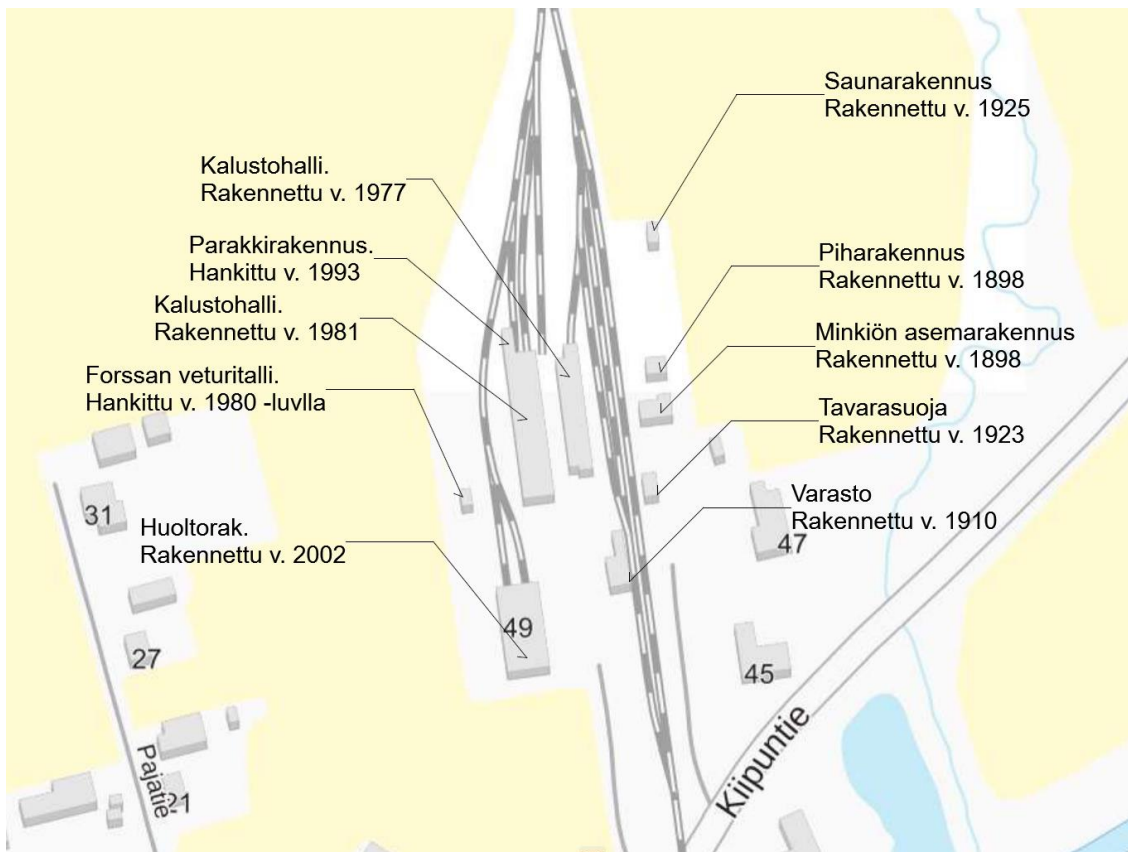 Saunarakennus
Rakennettu v. 1925
Kalustohalli.
Rakennettu v. 1977
Parakkirakennus.
Hankittu v. 1993
Piharakennus
Rakennettu v. 1898
Kalustohalli.
Rakennettu v. 1981
Minkiön asemarakennus
Rakennettu v. 1898
Forssan veturitalli.
Hankittu v. 1980 -luvlla
Tavarasuoja
Rakennettu v. 1923
Varasto
Rakennettu v. 1910
31
Huoltorak.
Rakennettu v. 2002
47
49
27
45
Kiipuntie
Pajatie
21